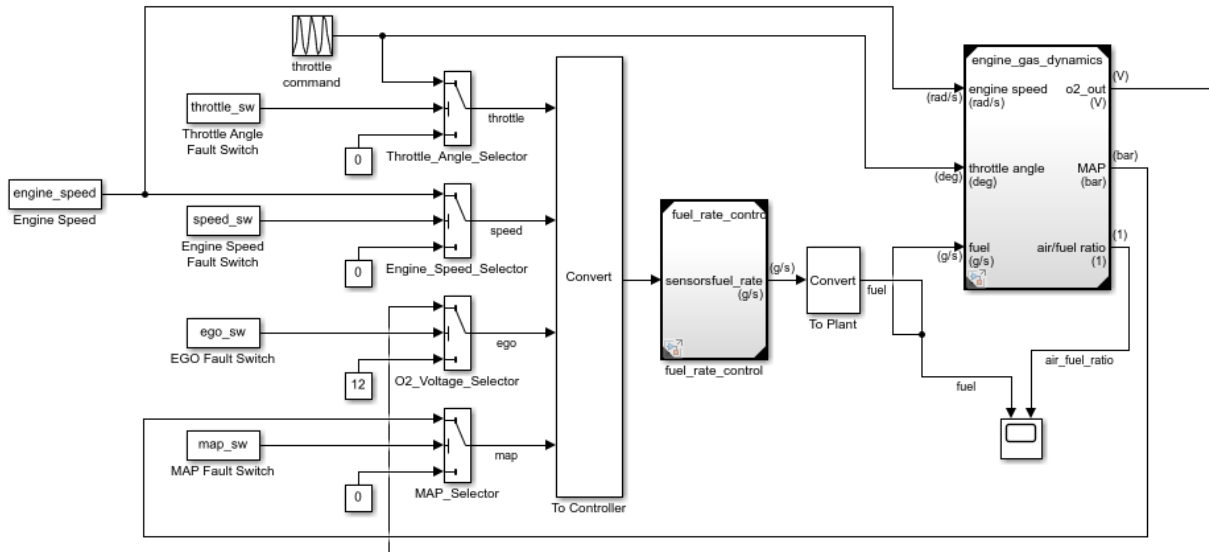 throttle
command
throttle_sw
Throttle Angle
Fault Switch
0
Throttle_Angle_Selector
throttle
engine_speed
Engine Speed
speed_sw
Engine Speed
Fault Switch
0
Engine_Speed_Selector
speed
ego_sw
EGO Fault Switch
12
O2_Voltage_Selector
ego
map_sw
MAP Fault Switch
0
MAP_Selector
map
Convert
To Controller
fuel_rate_control
sensors
fuel_rate
(g/s)
fuel_rate_control
(g/s)
Convert
To Plant
fuel
engine_gas_dynamics
(rad/s)
engine speed
(rad/s)
o2_out
(V)
(V)
(deg)
throttle angle
(deg)
MAP
(bar)
(bar)
(g/s)
fuel
(g/s)
air/fuel ratio
(1)
(1)
fuel
air_fuel_ratio